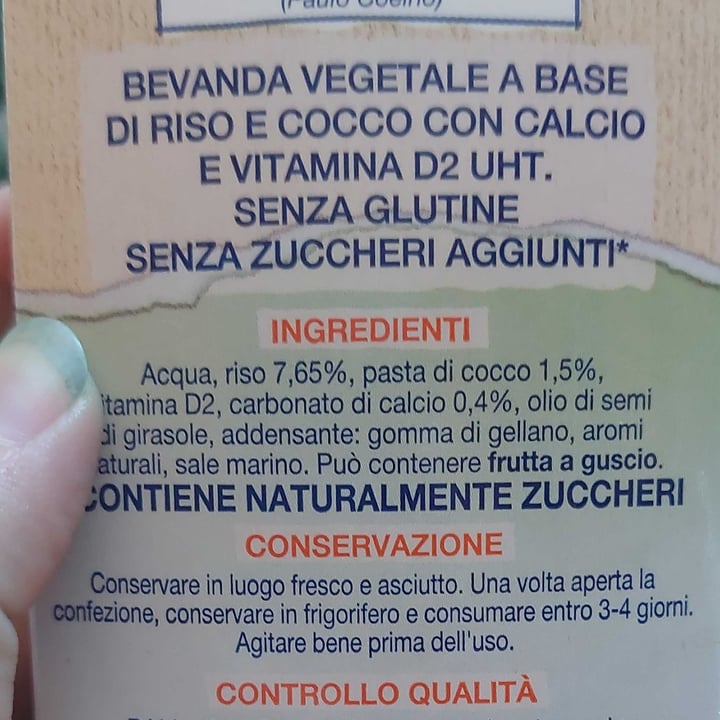 (Paulo Coelho)
BEVANDA VEGETALE A BASE
DI RISO E COCCO CON CALCIO
E VITAMINA D2 UHT.
SENZA GLUTINE
SENZA ZUCCHERI AGGIUNTI*
INGREDIENTI
Acqua, riso 7,65%, pasta di cocco 1,5%,
itamina D2, carbonato di calcio 0,4%, olio di semi
di girasole, addensante: gomma di gellano, aromi
aturali, sale marino. Può contenere frutta a guscio.
CONTIENE NATURALMENTE ZUCCHERI
CONSERVAZIONE
Conservare in luogo fresco e asciutto. Una volta aperta la
confezione, conservare in frigorifero e consumare entro 3-4 giorni.
Agitare bene prima dell'uso.
CONTROLLO QUALITÀ